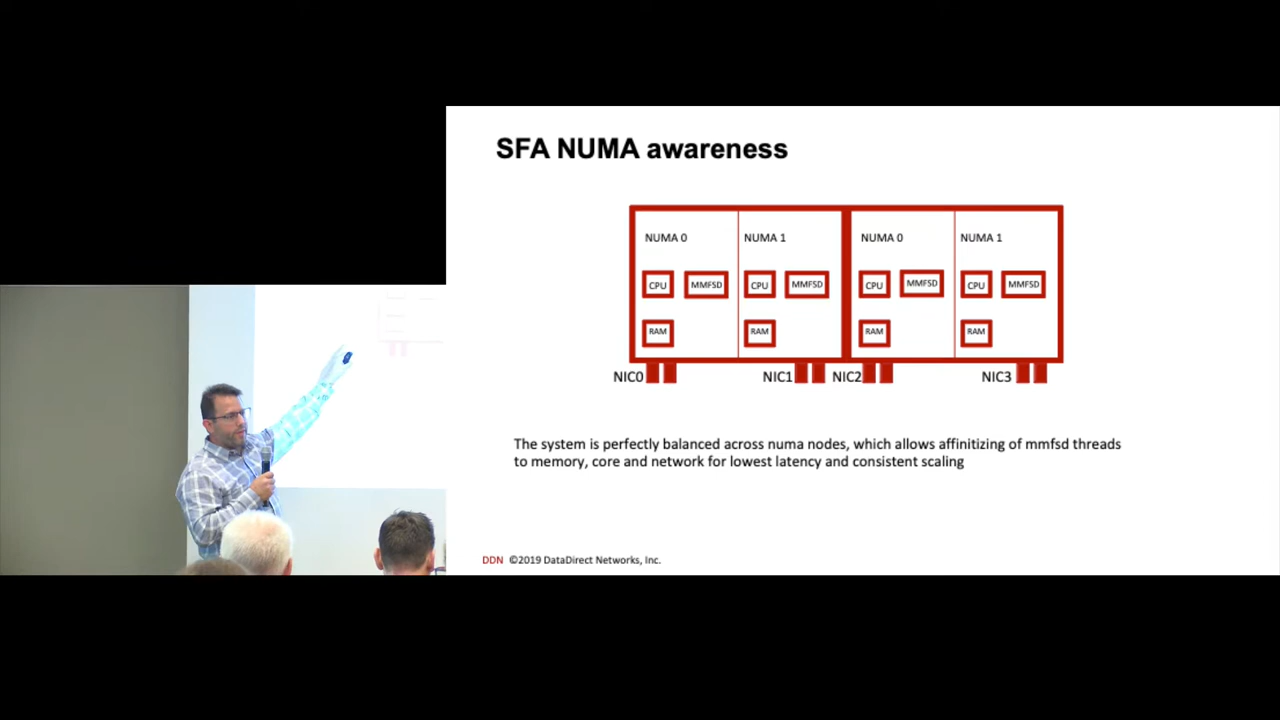 SFA NUMA awareness
NUMA 0 NUMA 1 NUMA 0 NUMA 1
CPU MMFSD CPU MMFSD CPU MMFSD CPU MMFSD
RAM RAM RAM RAM
NIC0 NIC1 NIC2 NIC3
The system is perfectly balanced across numa nodes, which allows affinitizing of mmfsd threads
to memory, core and network for lowest latency and consistent scaling
DDN ©2019 DataDirect Networks, Inc.